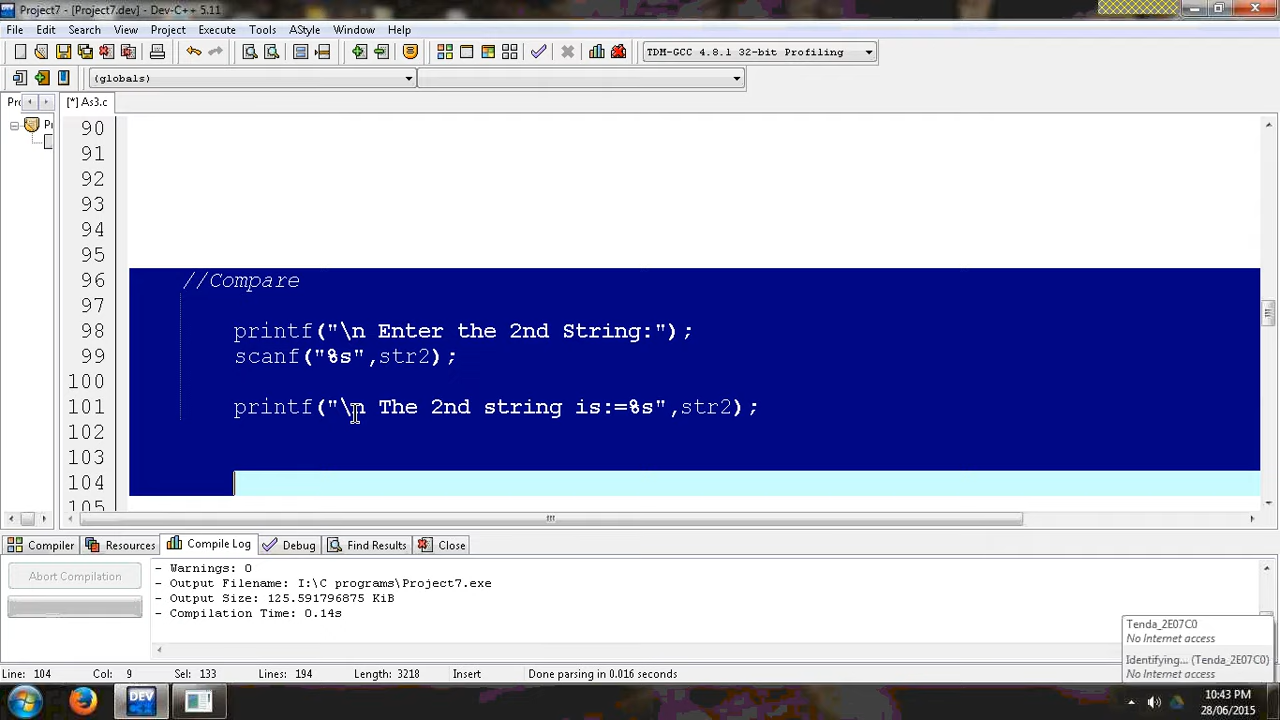 Project7 - [Project7.dev] - Dev-C++ 5.11
File Edit Search View Project Execute Tools AStyle Window Help
TDM-GCC 4.8.1 32-bit Profiling
(globals)
Pr
[*] As3.c
Pr
90
91
92
93
94
95
96 //Compare
97
98 printf("\n Enter the 2nd String:");
99 scanf("%s",str2);
100
101 printf("\n The 2nd string is:=%s",str2);
102
103
104
105
Compiler Resources Compile Log Debug Find Results Close
Abort Compilation
- Warnings: 0
- Output Filename: I:\C programs\Project7.exe
- Output Size: 125.591796875 KiB
- Compilation Time: 0.14s
Tenda_2E07C0
No Internet access
Identifying... (Tenda_2E07C0)
No Internet access
Line: 104 Col: 9 Sel: 133 Lines: 194 Length: 3218 Insert Done parsing in 0.016 seconds
DEV
10:43 PM
28/06/2015